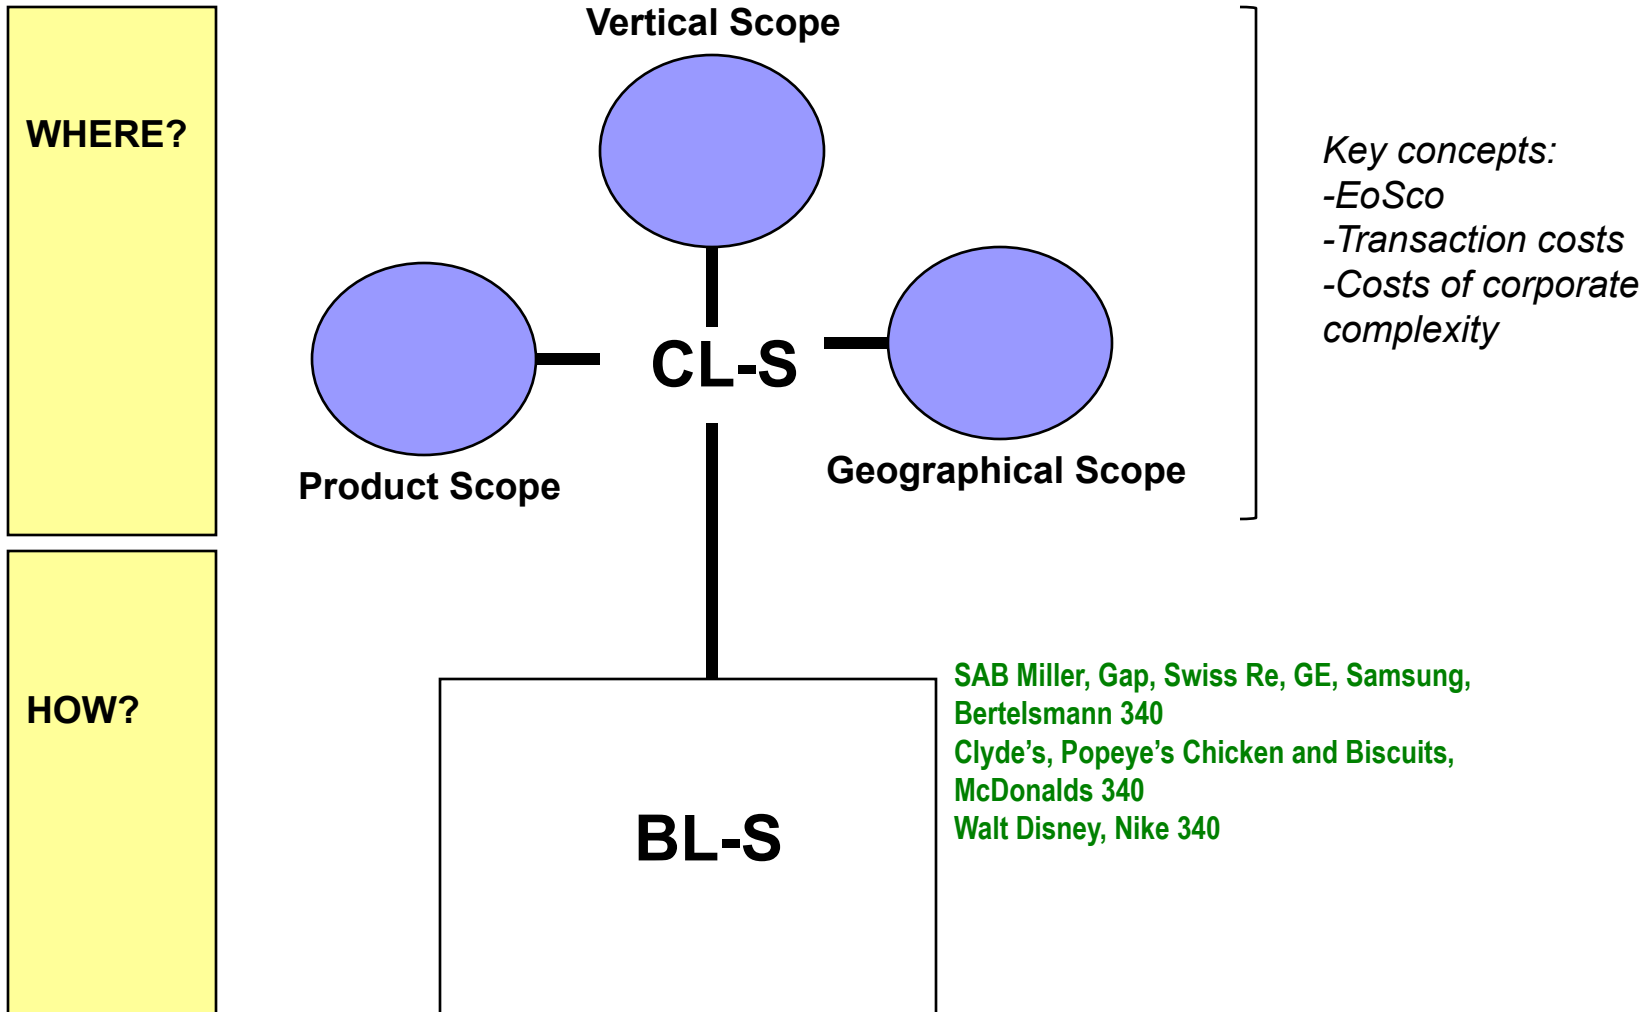 Vertical Scope
WHERE?
Key concepts:
-EoSco
-Transaction costs
-Costs of corporate
complexity
CL-S
Product Scope
Geographical Scope
HOW?
SAB Miller, Gap, Swiss Re, GE, Samsung,
Bertelsmann 340
Clyde’s, Popeye’s Chicken and Biscuits,
McDonalds 340
Walt Disney, Nike 340
BL-S